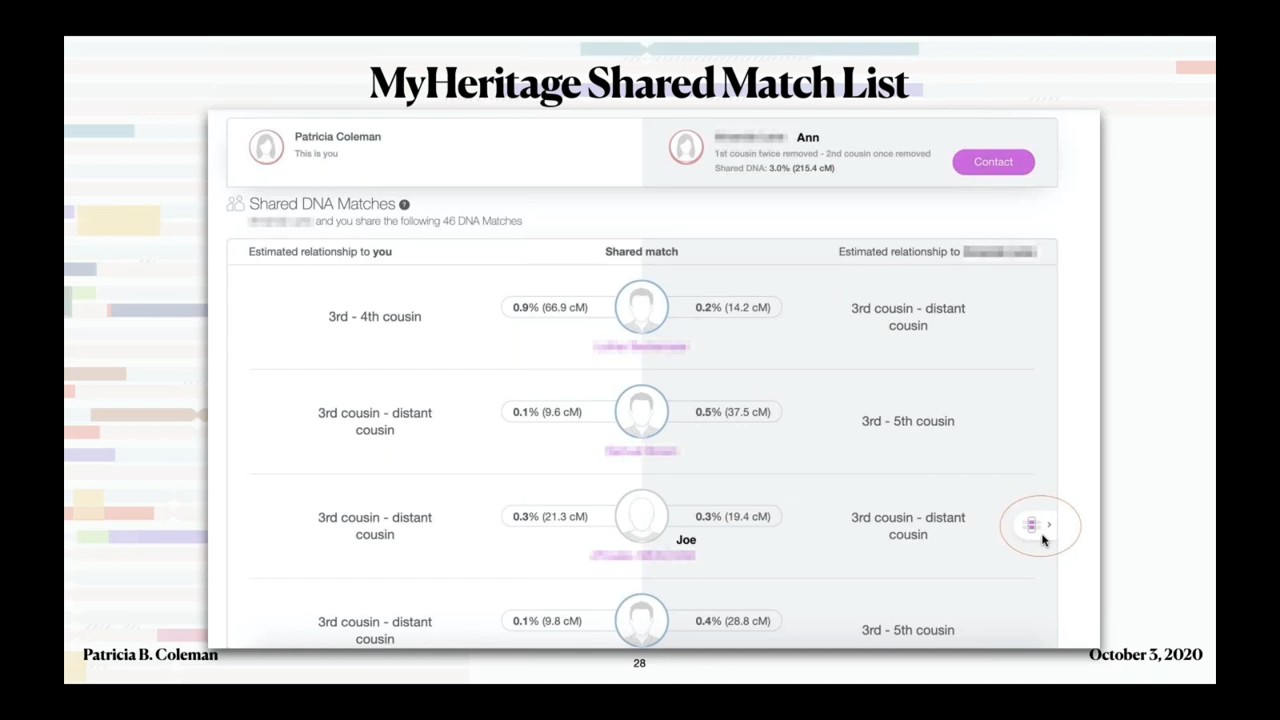 MyHeritage Shared Match List
Patricia Coleman
This is you
Ann
1st cousin twice removed - 2nd cousin once removed
Shared DNA: 3.0% (215.4 cM)
Contact
Shared DNA Matches ?
and you share the following 46 DNA Matches
Estimated relationship to you
Shared match
Estimated relationship to
3rd - 4th cousin
0.9% (66.9 cM)
0.2% (14.2 cM)
3rd cousin - distant
cousin
3rd cousin - distant
cousin
0.1% (9.6 cM)
0.5% (37.5 cM)
3rd - 5th cousin
3rd cousin - distant
cousin
0.3% (21.3 cM)
0.3% (19.4 cM)
Joe
3rd cousin - distant
cousin
3rd cousin - distant
cousin
0.1% (9.8 cM)
0.4% (28.8 cM)
3rd - 5th cousin
Patricia B. Coleman
28
October 3, 2020